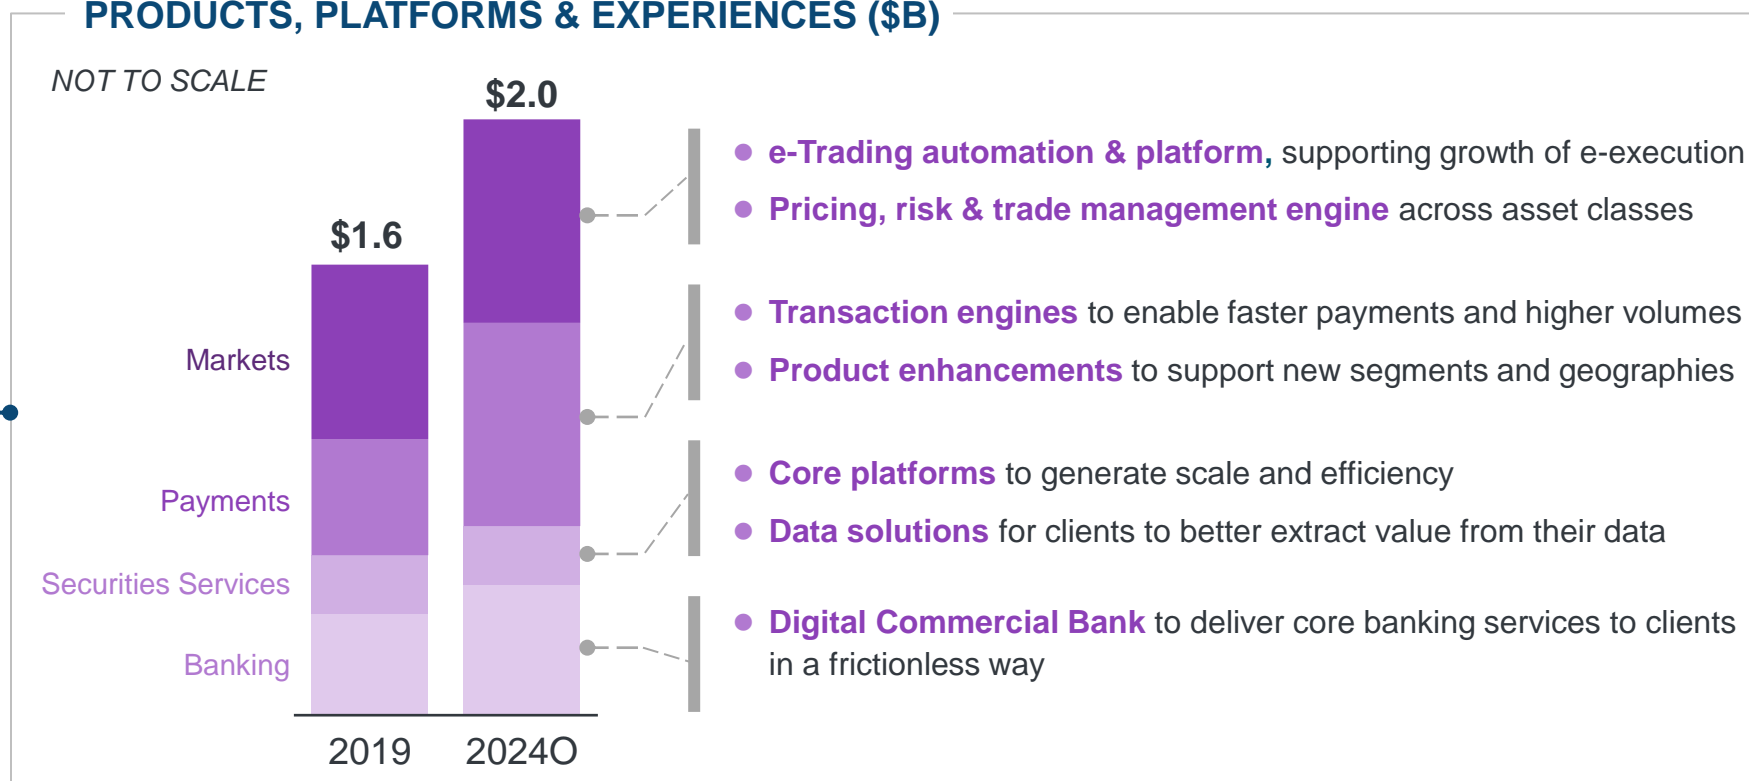 PRODUCTS, PLATFORMS & EXPERIENCES ($B)
NOT TO SCALE
$1.6
$2.0
Markets
Payments
Securities Services
Banking
2019
2024O
e-Trading automation & platform, supporting growth of e-execution
Pricing, risk & trade management engine across asset classes
Transaction engines to enable faster payments and higher volumes
Product enhancements to support new segments and geographies
Core platforms to generate scale and efficiency
Data solutions for clients to better extract value from their data
Digital Commercial Bank to deliver core banking services to clients
in a frictionless way